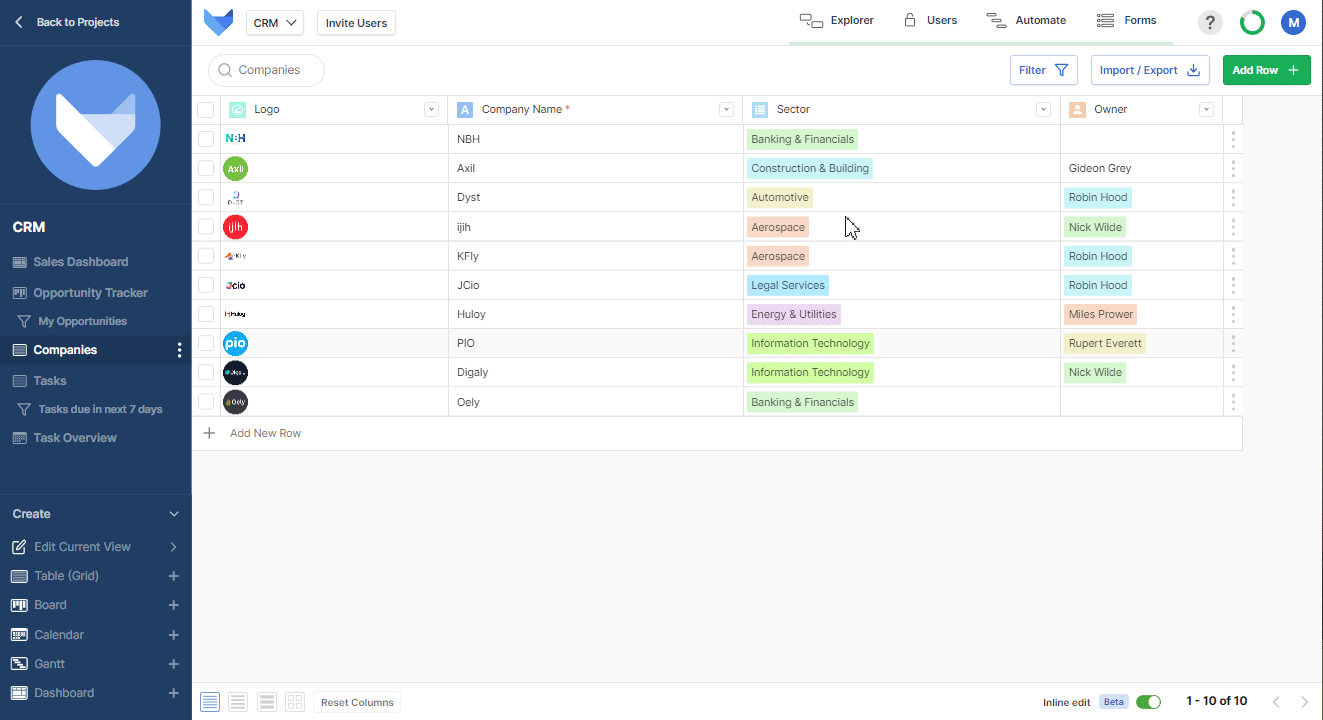 Back to Projects
CRM
Invite Users
Explorer
Users
Automate
Forms
?
M
Companies
Filter
Import / Export
Add Row
CRM
Sales Dashboard
Opportunity Tracker
My Opportunities
Companies
Tasks
Tasks due in next 7 days
Task Overview
Create
Edit Current View
Table (Grid)
Board
Calendar
Gantt
Dashboard
Logo A Company Name * Sector Owner
NBH NBH Banking & Financials
Axil Axil Construction & Building Gideon Grey
Dyst Automotive Robin Hood
ijih ijih Aerospace Nick Wilde
KFly Aerospace Robin Hood
Jcio JCio Legal Services Robin Hood
Huloy Huloy Energy & Utilities Miles Prower
pio PIO Information Technology Rupert Everett
Digaly Information Technology Nick Wilde
Oely Oely Banking & Financials
Add New Row
Reset Columns
Inline edit Beta
1 - 10 of 10